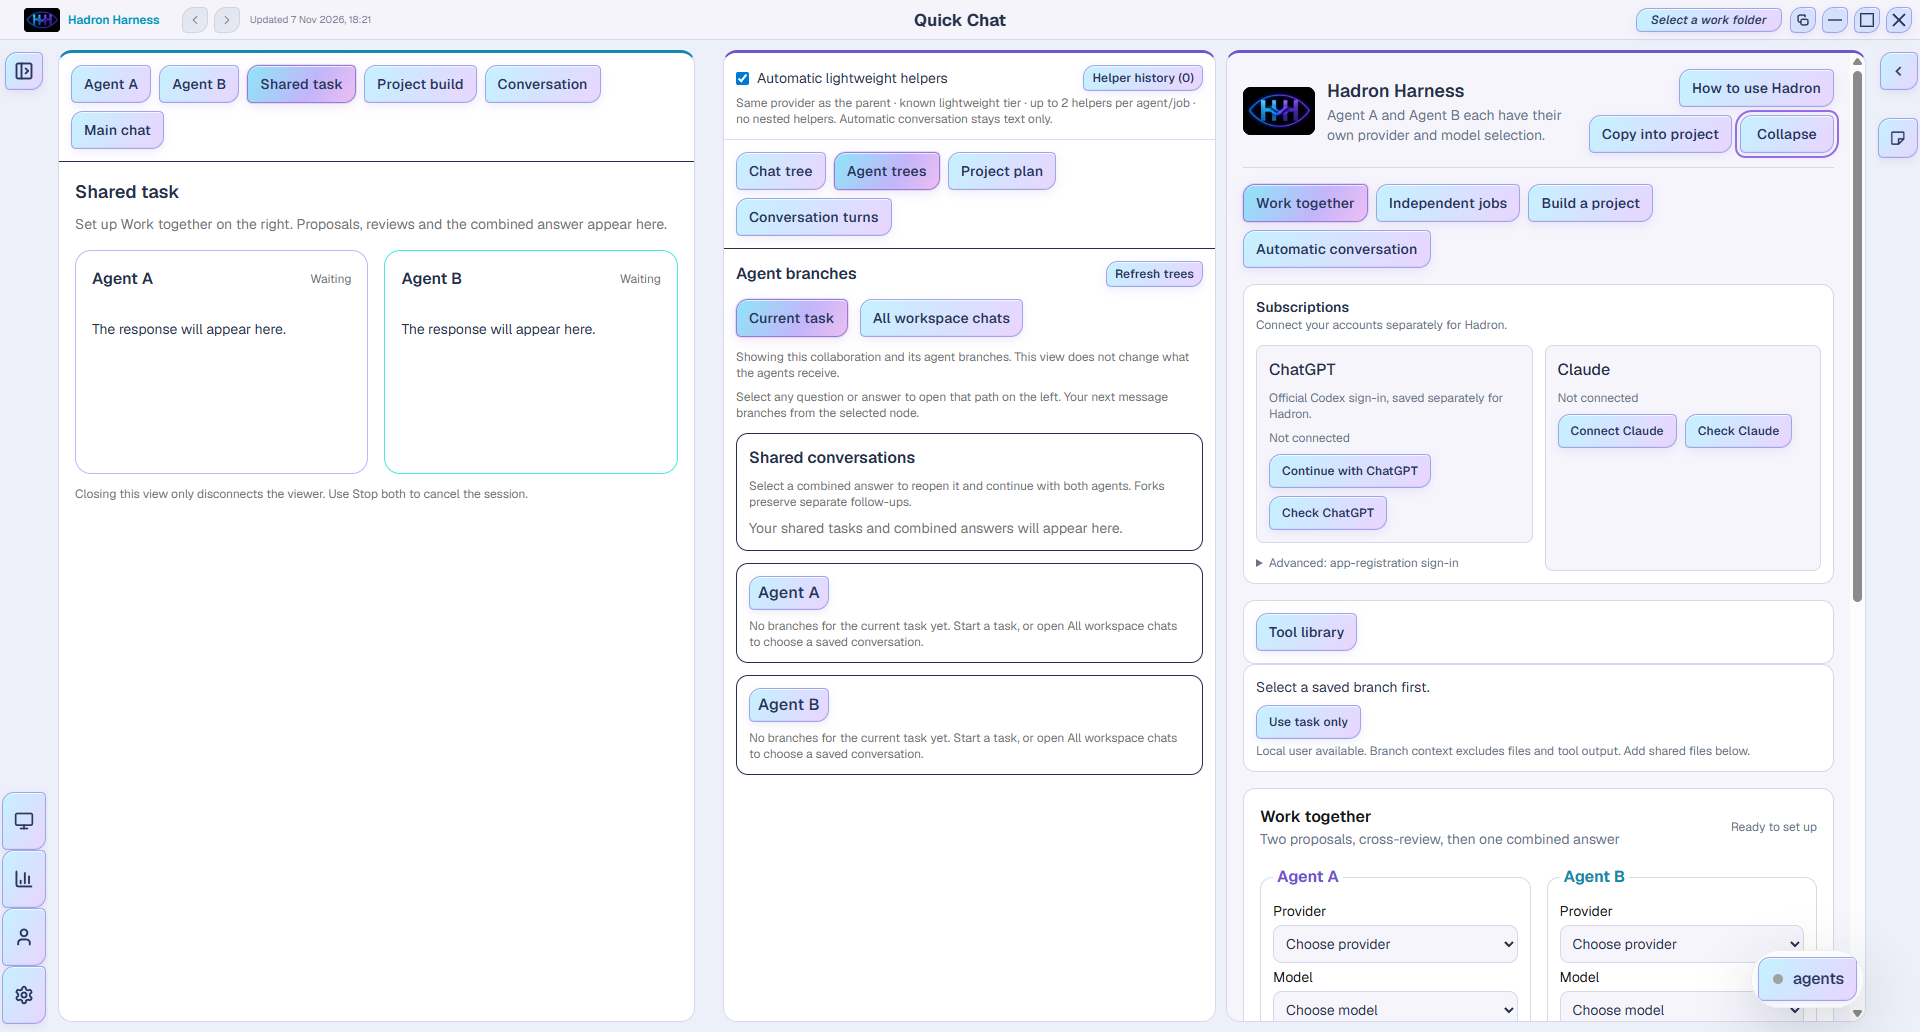 Hadron Harness
Updated 7 Nov 2026, 18:21
Quick Chat
Select a work folder
Agent A
Agent B
Shared task
Project build
Conversation
Main chat
Shared task
Set up Work together on the right. Proposals, reviews and the combined answer appear here.
Agent A
Waiting
The response will appear here.
Agent B
Waiting
The response will appear here.
Closing this view only disconnects the viewer. Use Stop both to cancel the session.
Automatic lightweight helpers
Helper history (0)
Same provider as the parent · known lightweight tier · up to 2 helpers per agent/job ·
no nested helpers. Automatic conversation stays text only.
Chat tree
Agent trees
Project plan
Conversation turns
Agent branches
Refresh trees
Current task
All workspace chats
Showing this collaboration and its agent branches. This view does not change what
the agents receive.
Select any question or answer to open that path on the left. Your next message
branches from the selected node.
Shared conversations
Select a combined answer to reopen it and continue with both agents. Forks
preserve separate follow-ups.
Your shared tasks and combined answers will appear here.
Agent A
No branches for the current task yet. Start a task, or open All workspace chats
to choose a saved conversation.
Agent B
No branches for the current task yet. Start a task, or open All workspace chats
to choose a saved conversation.
Hadron Harness
Agent A and Agent B each have their
own provider and model selection.
How to use Hadron
Copy into project
Collapse
Work together
Independent jobs
Build a project
Automatic conversation
Subscriptions
Connect your accounts separately for Hadron.
ChatGPT
Official Codex sign-in, saved separately for
Hadron.
Not connected
Continue with ChatGPT
Check ChatGPT
Claude
Not connected
Connect Claude
Check Claude
Advanced: app-registration sign-in
Tool library
Select a saved branch first.
Use task only
Local user available. Branch context excludes files and tool output. Add shared files below.
Work together
Two proposals, cross-review, then one combined answer
Ready to set up
Agent A
Provider
Choose provider
Model
Choose model
Agent B
Provider
Choose provider
Model
Choose model
agents